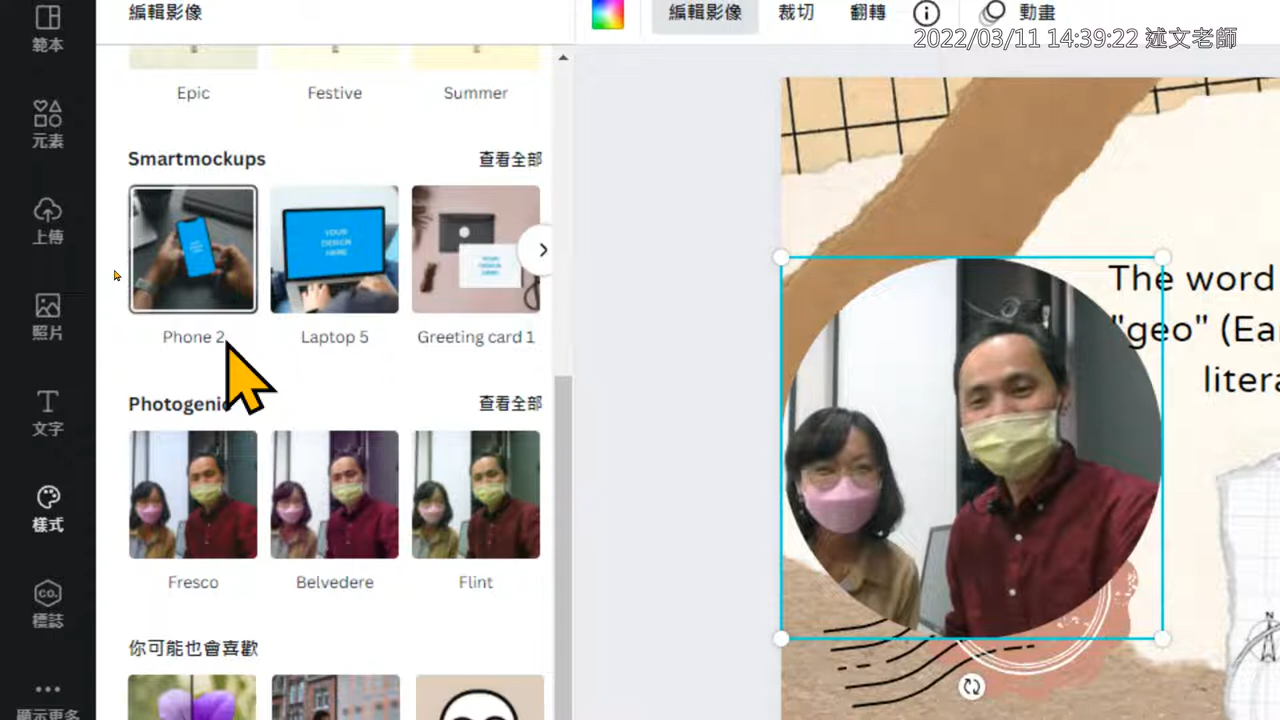 範本
元素
上傳
照片
文字
樣式
CO.
標誌
顯示更多
編輯影像
Epic
Festive
Summer
Smartmockups
查看全部
YOUR
DESIGN
HERE
Phone 2
Laptop 5
Greeting card 1
Photogenic
查看全部
Fresco
Belvedere
Flint
你可能也會喜歡
編輯影像
裁切
翻轉
動畫
2022/03/11 14:39:22 述文老師
The word
"geo" (Ea
litera
N